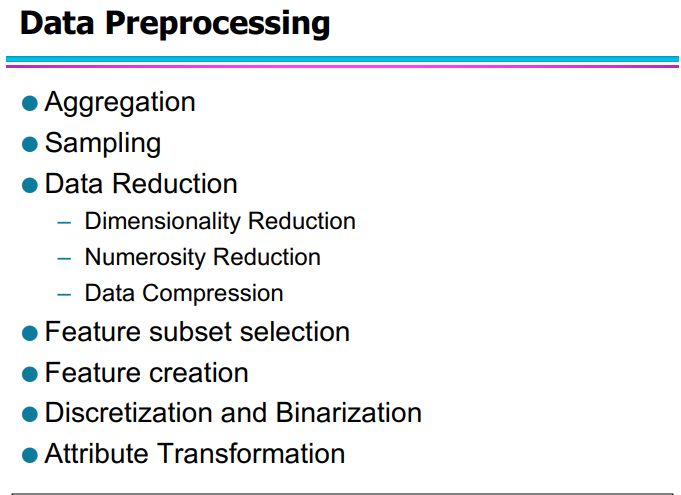 Data Preprocessing
● Aggregation
● Sampling
● Data Reduction
– Dimensionality Reduction
– Numerosity Reduction
– Data Compression
● Feature subset selection
● Feature creation
● Discretization and Binarization
● Attribute Transformation